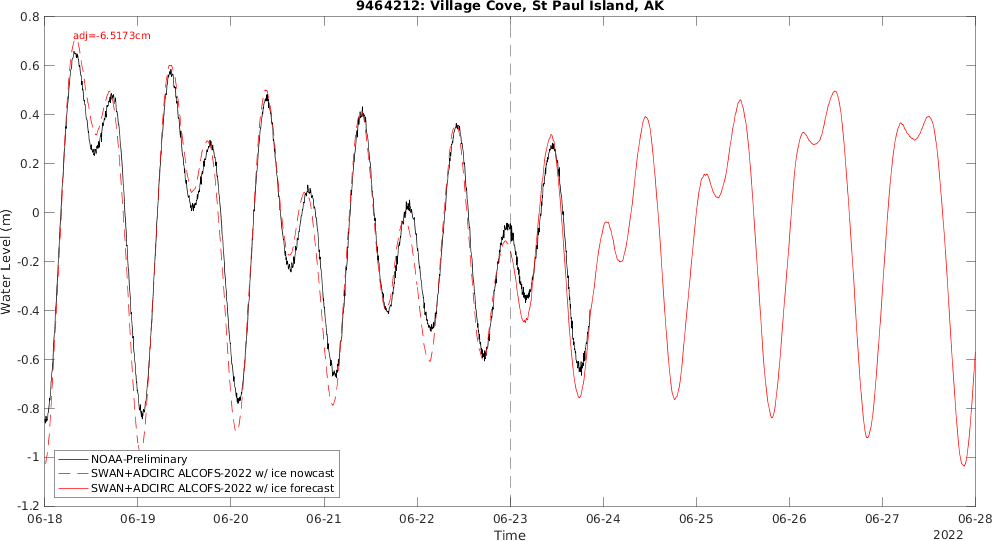 9464212: Village Cove, St Paul Island, AK
adj=-6.5173cm
0.8
0.6
0.4
0.2
0
-0.2
-0.4
-0.6
-0.8
-1
-1.2
Water Level (m)
NOAA-Preliminary
SWAN+ADCIRC ALCOFS-2022 w/ ice nowcast
SWAN+ADCIRC ALCOFS-2022 w/ ice forecast
06-18 06-19 06-20 06-21 06-22 06-23 06-24 06-25 06-26 06-27 06-28
Time
2022